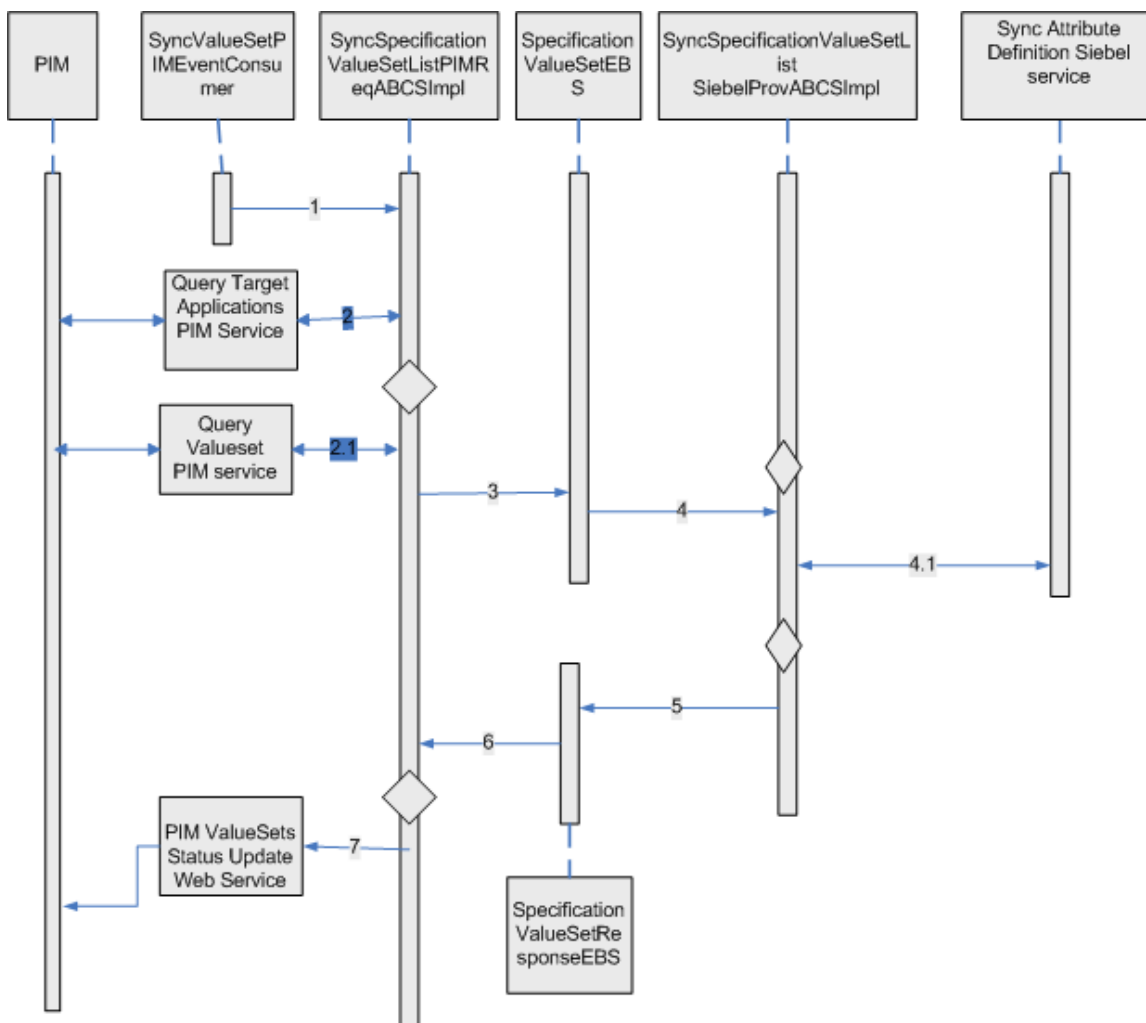 PIM
SyncValueSetP
IMEventConsu
mer
SyncSpecification
ValueSetListPIMR
eqABCSImpl
Specification
ValueSetEB
S
SyncSpecificationValueSetL
ist
SiebelProvABCSImpl
Sync Attribute
Definition Siebel
service
1
Query Target
Applications
PIM Service
2
Query
Valueset
PIM service
2.1
3
4
4.1
5
6
PIM ValueSets
Status Update
Web Service
7
Specification
ValueSetRe
sponseEBS